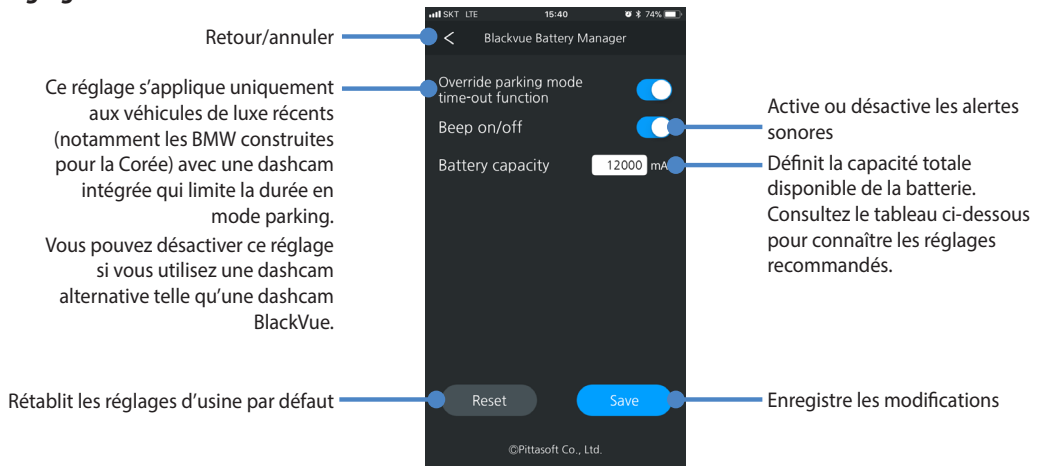 SKT LTE 15:40 74%
Retour/annuler
Blackvue Battery Manager
Ce réglage s’applique uniquement
aux véhicules de luxe récents
(notamment les BMW construites
pour la Corée) avec une dashcam
intégrée qui limite la durée en
mode parking.
Vous pouvez désactiver ce réglage
si vous utilisez une dashcam
alternative telle qu’une dashcam
BlackVue.
Override parking mode
time-out function
Beep on/off
Battery capacity 12000 mA
Active ou désactive les alertes
sonores
Définit la capacité totale
disponible de la batterie.
Consultez le tableau ci-dessous
pour connaître les réglages
recommandés.
Rétablit les réglages d’usine par défaut
Reset
Save
Enregistre les modifications
©Pittasoft Co., Ltd.